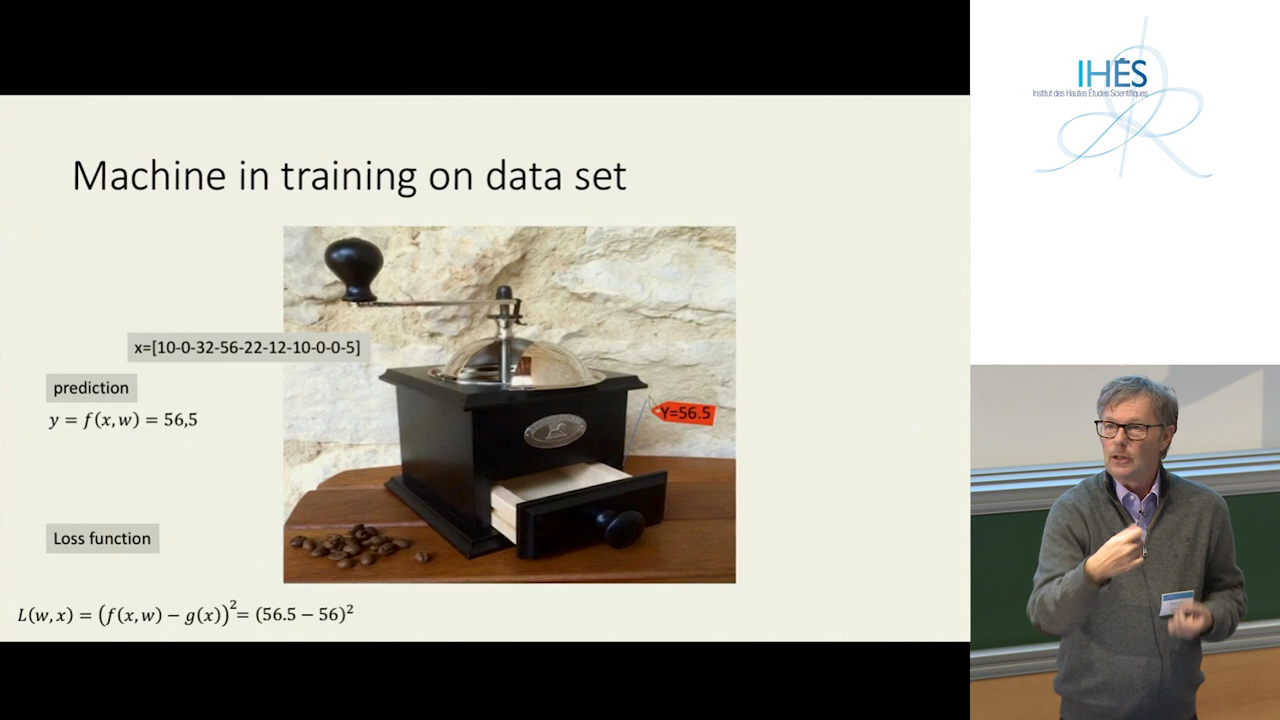 Machine in training on data set
x=[10-0-32-56-22-12-10-0-0-5]
prediction
y = f(x, w) = 56,5
Y=56.5
Loss function
L(w, x) = (f(x, w) − g(x))²= (56.5 − 56)²
IHÉS
Institut des Hautes Études Scientifiques